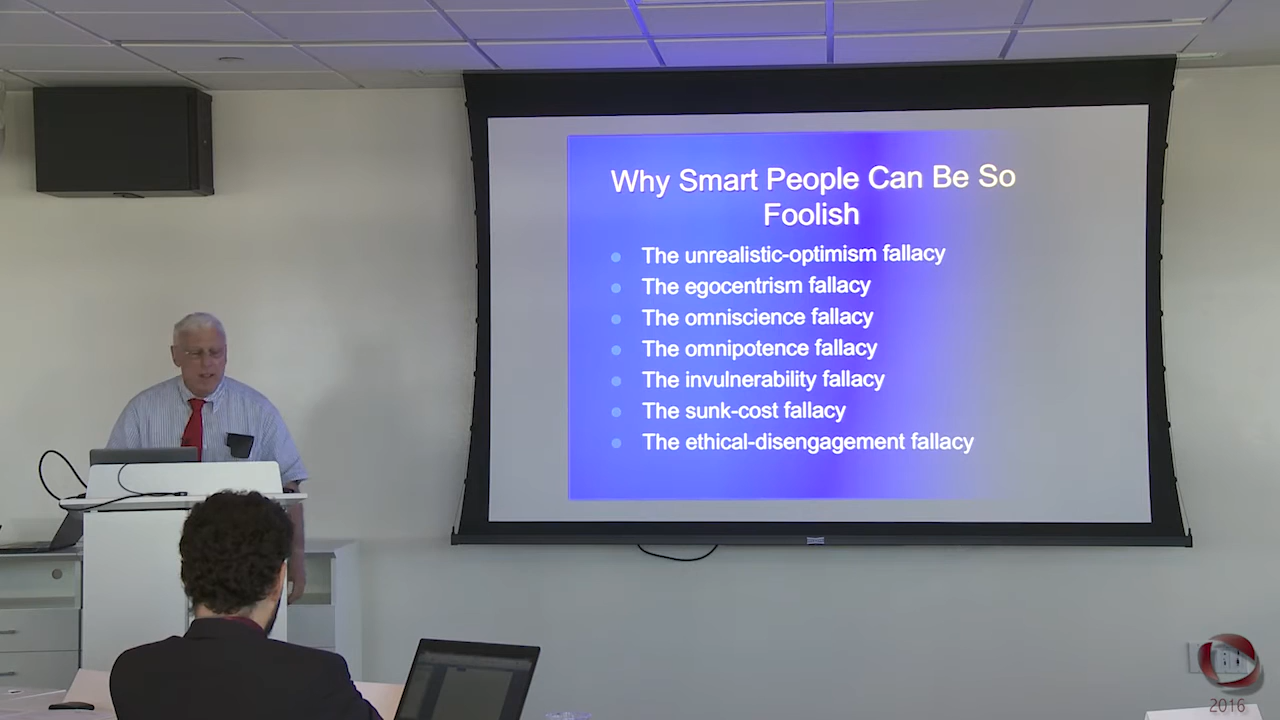 Why Smart People Can Be So
Foolish
The unrealistic-optimism fallacy
The egocentrism fallacy
The omniscience fallacy
The omnipotence fallacy
The invulnerability fallacy
The sunk-cost fallacy
The ethical-disengagement fallacy
2016